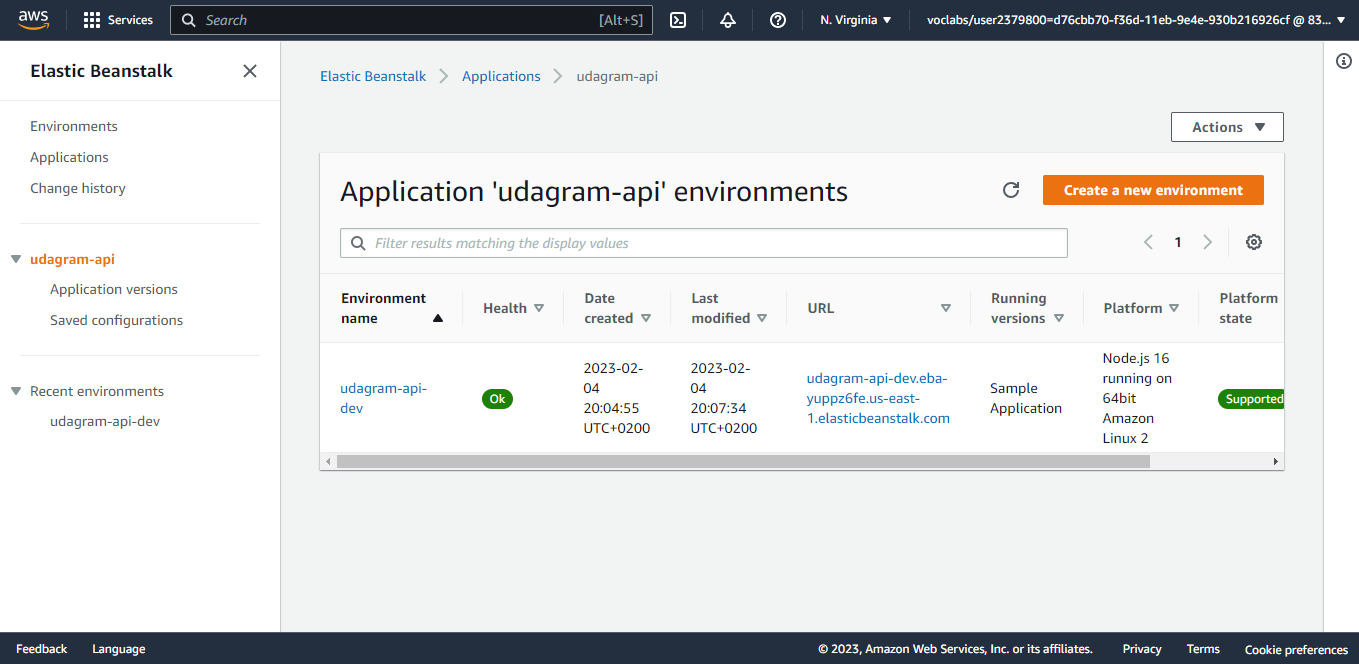 aws
Services
Search
[Alt+S]
N. Virginia
voclabs/user2379800=d76cbb70-f36d-11eb-9e4e-930b216926cf @ 83...
Elastic Beanstalk
Environments
Applications
Change history
udagram-api
Application versions
Saved configurations
Recent environments
udagram-api-dev
Elastic Beanstalk
Applications
udagram-api
Actions
Application 'udagram-api' environments
Create a new environment
Filter results matching the display values
1
Environment
name
Health
Date
created
Last
modified
URL
Running
versions
Platform
Platform
state
udagram-api-
dev
Ok
2023-02-
04
20:04:55
UTC+0200
2023-02-
04
20:07:34
UTC+0200
udagram-api-dev.eba-
yuppz6fe.us-east-
1.elasticbeanstalk.com
Sample
Application
Node.js 16
running on
64bit
Amazon
Linux 2
Supported
Feedback
Language
© 2023, Amazon Web Services, Inc. or its affiliates.
Privacy
Terms
Cookie preferences